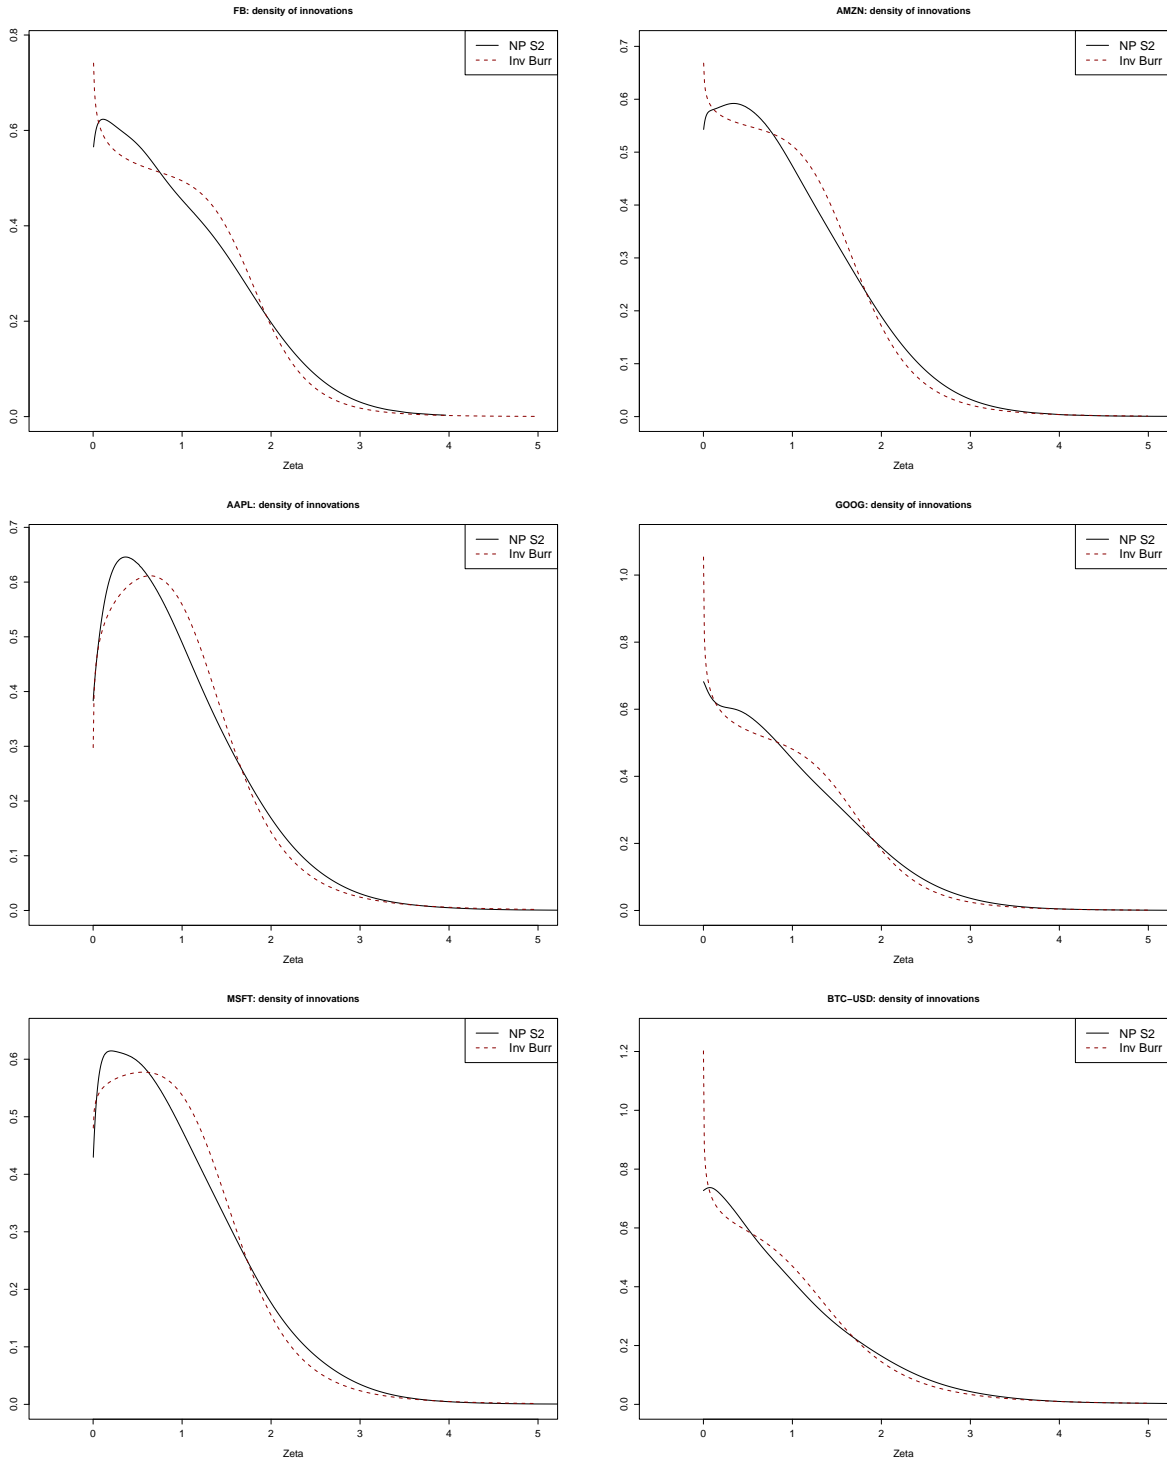 FB: density of innovations
NP S2
Inv Burr
0.8
0.6
0.4
0.2
0.0
0 1 2 3 4 5
Zeta
AMZN: density of innovations
NP S2
Inv Burr
0.7
0.6
0.5
0.4
0.3
0.2
0.1
0.0
0 1 2 3 4 5
Zeta
AAPL: density of innovations
NP S2
Inv Burr
0.7
0.6
0.5
0.4
0.3
0.2
0.1
0.0
0 1 2 3 4 5
Zeta
GOOG: density of innovations
NP S2
Inv Burr
1.0
0.8
0.6
0.4
0.2
0.0
0 1 2 3 4 5
Zeta
MSFT: density of innovations
NP S2
Inv Burr
0.6
0.5
0.4
0.3
0.2
0.1
0.0
0 1 2 3 4 5
Zeta
BTC−USD: density of innovations
NP S2
Inv Burr
1.2
1.0
0.8
0.6
0.4
0.2
0.0
0 1 2 3 4 5
Zeta